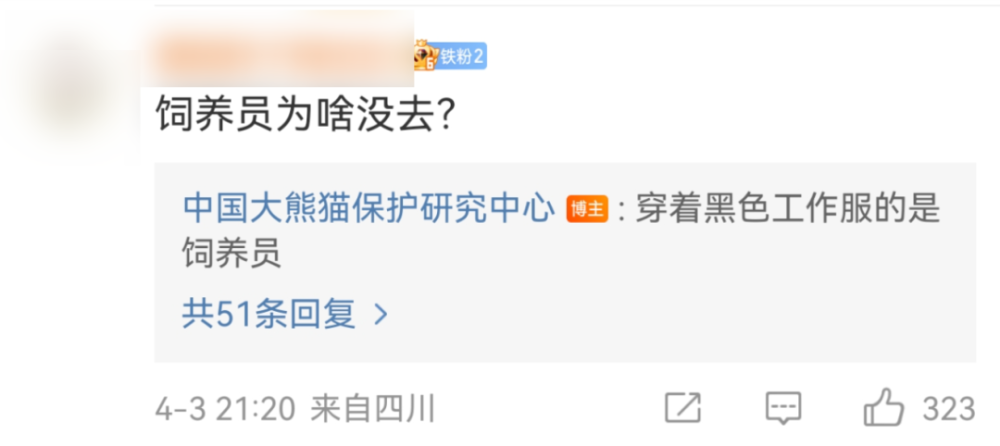 铁粉2
饲养员为啥没去?
中国大熊猫保护研究中心 博主 : 穿着黑色工作服的是
饲养员
共51条回复 >
4-3 21:20 来自四川 323